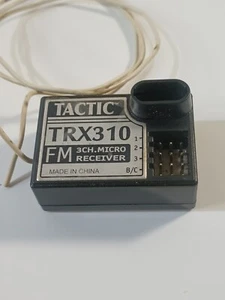 TACTIC
TRX310
FM 3CH.MICRO
RECEIVER
MADE IN CHINA
1
2
3
B/C